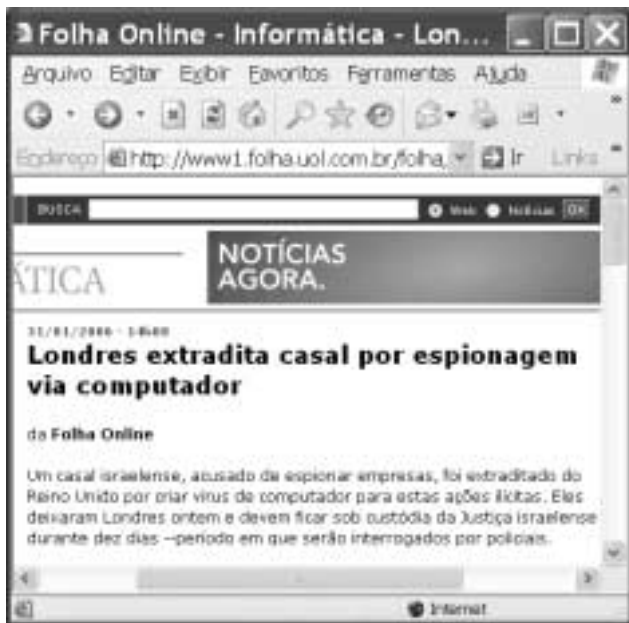 Folha Online - Informática - Lon...
Arquivo Editar Exibir Favoritos Ferramentas Ajuda
Endereço http://www1.folha.uol.com.br/folha Ir Links
BUSCA Web Notícias OK
ÁTICA
NOTÍCIAS
AGORA.
31/01/2006 - 14h00
Londres extradita casal por espionagem
via computador
da Folha Online
Um casal israelense, acusado de espionar empresas, foi extraditado do
Reino Unido por criar vírus de computador para estas ações ilícitas. Eles
deixaram Londres ontem e devem ficar sob custódia da Justiça israelense
durante dez dias --período em que serão interrogados por policiais.
Internet